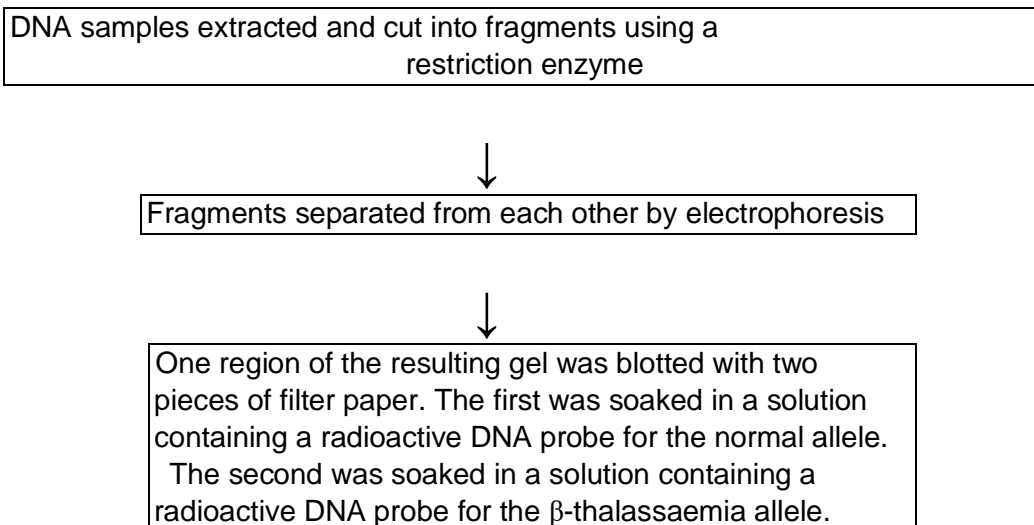 DNA samples extracted and cut into fragments using a
restriction enzyme
↓
Fragments separated from each other by electrophoresis
↓
One region of the resulting gel was blotted with two
pieces of filter paper. The first was soaked in a solution
containing a radioactive DNA probe for the normal allele.
The second was soaked in a solution containing a
radioactive DNA probe for the β-thalassaemia allele.